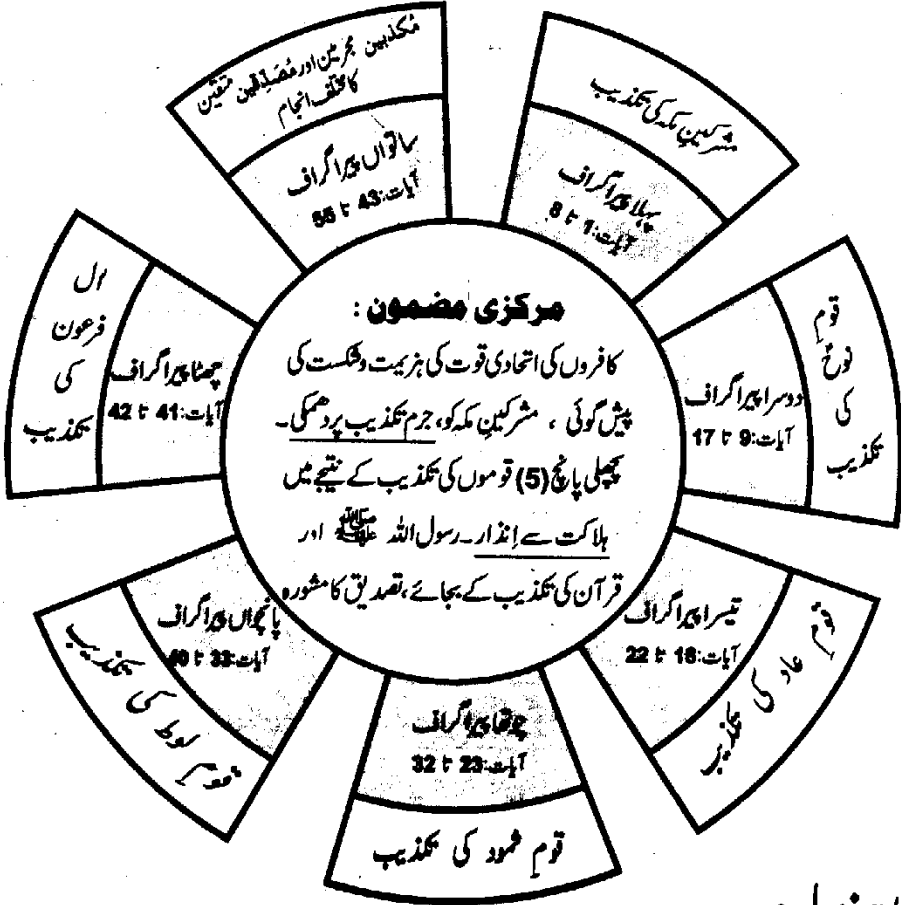 مرکزی مضمون :
کافروں کی اتحادی قوت کی ہزیمت و شکست کی
پیش گوئی ، مشرکینِ مکہ کو، جرم تکذیب پر دھمکی۔
پچھلی پانچ (5) قوموں کی تکذیب کے نتیجے میں
ہلاکت سے اِنذار۔ رسول اللہ ﷺ اور
قرآن کی تکذیب کے بجائے، تصدیق کا مشورہ
مشرکینِ مکہ کی تکذیب
پہلا پیراگراف
آیات:1 تا 8
قومِ
نوحؑ
کی
تکذیب
دوسرا پیراگراف
آیات:9 تا 17
قومِ عاد کی تکذیب
تیسرا پیراگراف
آیات:18 تا 22
قومِ ثمود کی تکذیب
چوتھا پیراگراف
آیات:23 تا 32
قومِ لوط کی تکذیب
پانچواں پیراگراف
آیات:33 تا 40
ال
فرعون
کی
تکذیب
چھٹا پیراگراف
آیات:41 تا 42
مُکذبین مجرمین اور مُصَدِّقین متقین
کا مختلف انجام
ساتواں پیراگراف
آیات:43 تا 55